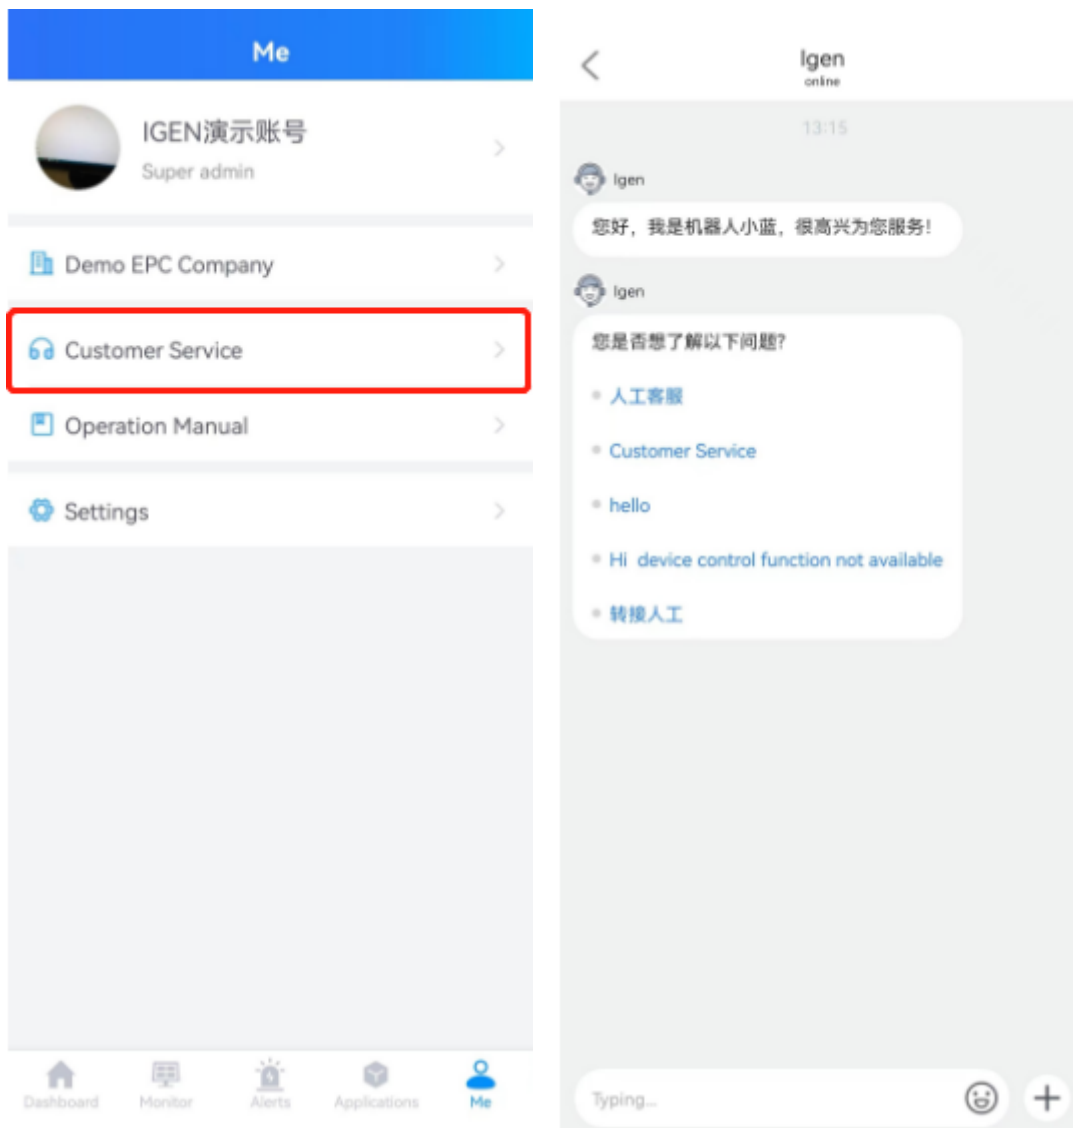 Me
IGEN演示账号
Super admin
Demo EPC Company
Customer Service
Operation Manual
Settings
Dashboard
Monitor
Alerts
Applications
Me
Igen
online
13:15
Igen
您好，我是机器人小蓝，很高兴为您服务！
Igen
您是否想了解以下问题？
人工客服
Customer Service
hello
Hi device control function not available
转接人工
Typing...